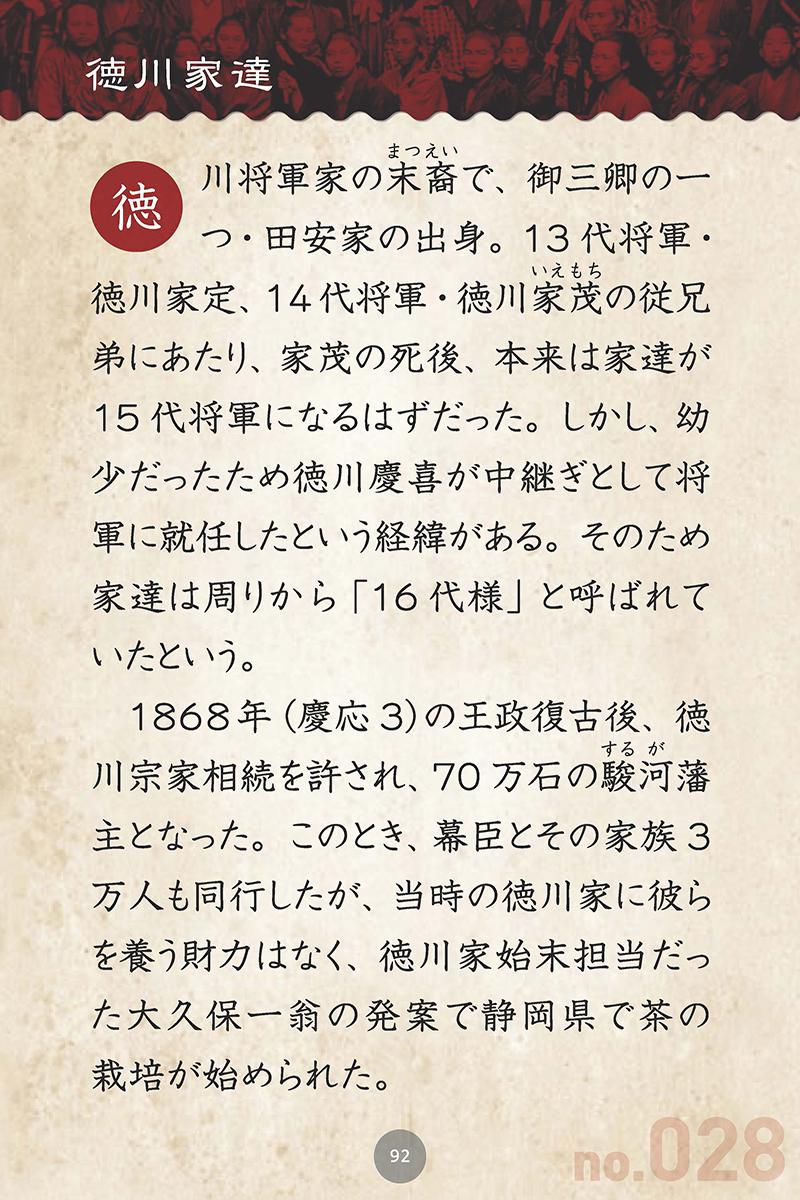 徳川家達
徳川将軍家の末裔で、御三卿の一
まつえい
つ・田安家の出身。13代将軍・
徳川家定、14代将軍・徳川家茂の従兄
いえもち
弟にあたり、家茂の死後、本来は家達が
15代将軍になるはずだった。しかし、幼
少だったため徳川慶喜が中継ぎとして将
軍に就任したという経緯がある。そのため
家達は周りから「16代様」と呼ばれて
いたという。
1868年(慶応3)の王政復古後、徳
川宗家相続を許され、70万石の駿河藩
するが
主となった。このとき、幕臣とその家族3
万人も同行したが、当時の徳川家に彼ら
を養う財力はなく、徳川家始末担当だっ
た大久保一翁の発案で静岡県で茶の
栽培が始められた。
92
no.028